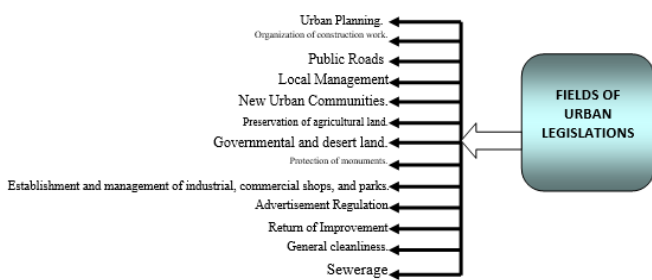 Urban Planning.
Organization of construction work.
Public Roads
Local Management
New Urban Communities.
Preservation of agricultural land.
Governmental and desert land.
Protection of monuments.
Establishment and management of industrial, commercial shops, and parks.
Advertisement Regulation
Return of Improvement
General cleanliness.
Sewerage
FIELDS OF
URBAN
LEGISLATIONS